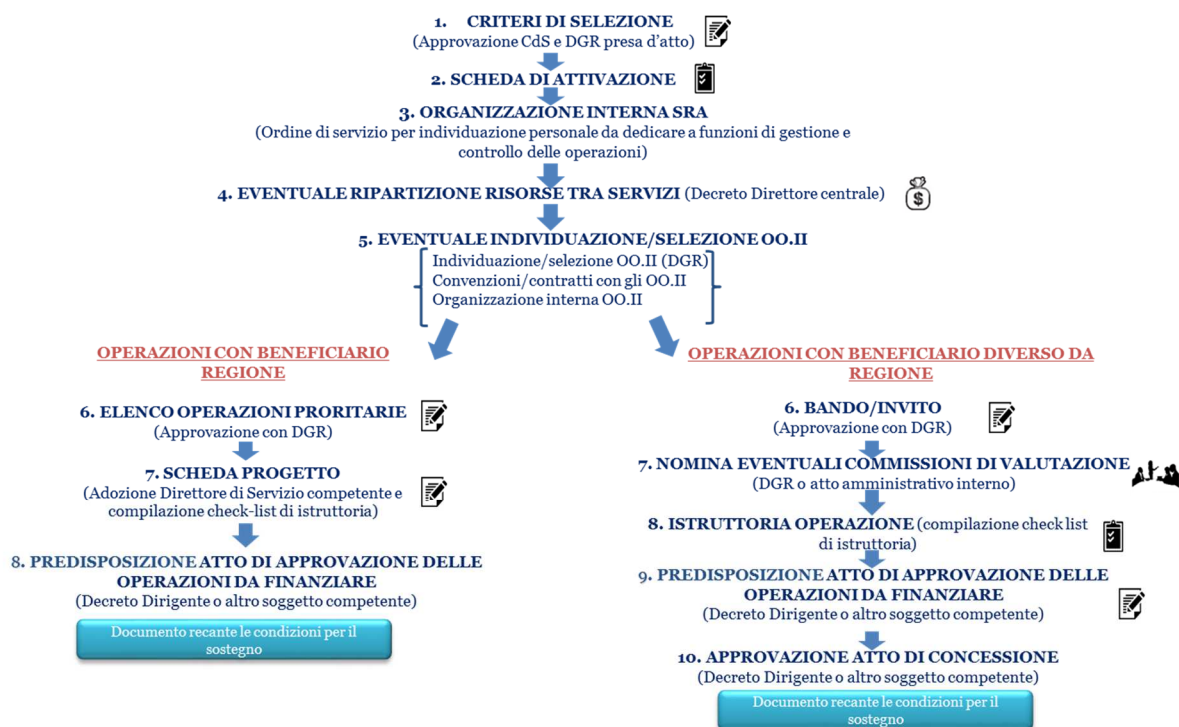 1. CRITERI DI SELEZIONE
(Approvazione CdS e DGR presa d'atto)
2. SCHEDA DI ATTIVAZIONE
3. ORGANIZZAZIONE INTERNA SRA
(Ordine di servizio per individuazione personale da dedicare a funzioni di gestione e
controllo delle operazioni)
4. EVENTUALE RIPARTIZIONE RISORSE TRA SERVIZI (Decreto Direttore centrale)
$
5. EVENTUALE INDIVIDUAZIONE/SELEZIONE OO.II
Individuazione/selezione OO.II (DGR)
Convenzioni/contratti con gli OO.II
Organizzazione interna OO.II
OPERAZIONI CON BENEFICIARIO
REGIONE
6. ELENCO OPERAZIONI PRORITARIE
(Approvazione con DGR)
7. SCHEDA PROGETTO
(Adozione Direttore di Servizio competente e
compilazione check-list di istruttoria)
8. PREDISPOSIZIONE ATTO DI APPROVAZIONE DELLE
OPERAZIONI DA FINANZIARE
(Decreto Dirigente o altro soggetto competente)
Documento recante le condizioni per il
sostegno
OPERAZIONI CON BENEFICIARIO DIVERSO DA
REGIONE
6. BANDO/INVITO
(Approvazione con DGR)
7. NOMINA EVENTUALI COMMISSIONI DI VALUTAZIONE
(DGR o atto amministrativo interno)
8. ISTRUTTORIA OPERAZIONE (compilazione check list
di istruttoria)
9. PREDISPOSIZIONE ATTO DI APPROVAZIONE DELLE
OPERAZIONI DA FINANZIARE
(Decreto Dirigente o altro soggetto competente)
10. APPROVAZIONE ATTO DI CONCESSIONE
(Decreto Dirigente o altro soggetto competente)
Documento recante le condizioni per il
sostegno